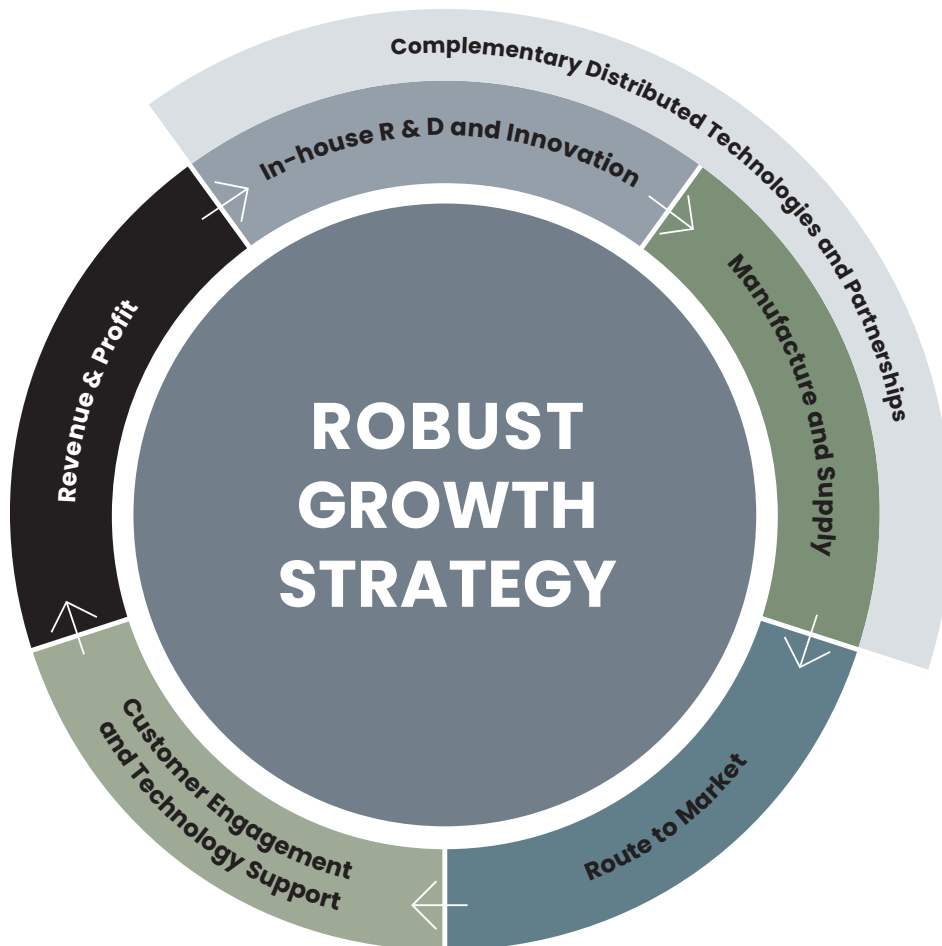 Complementary Distributed Technologies and Partnerships
In-house R & D and Innovation
Manufacture and Supply
Route to Market
Customer Engagement
and Technology Support
Revenue & Profit
ROBUST
GROWTH
STRATEGY